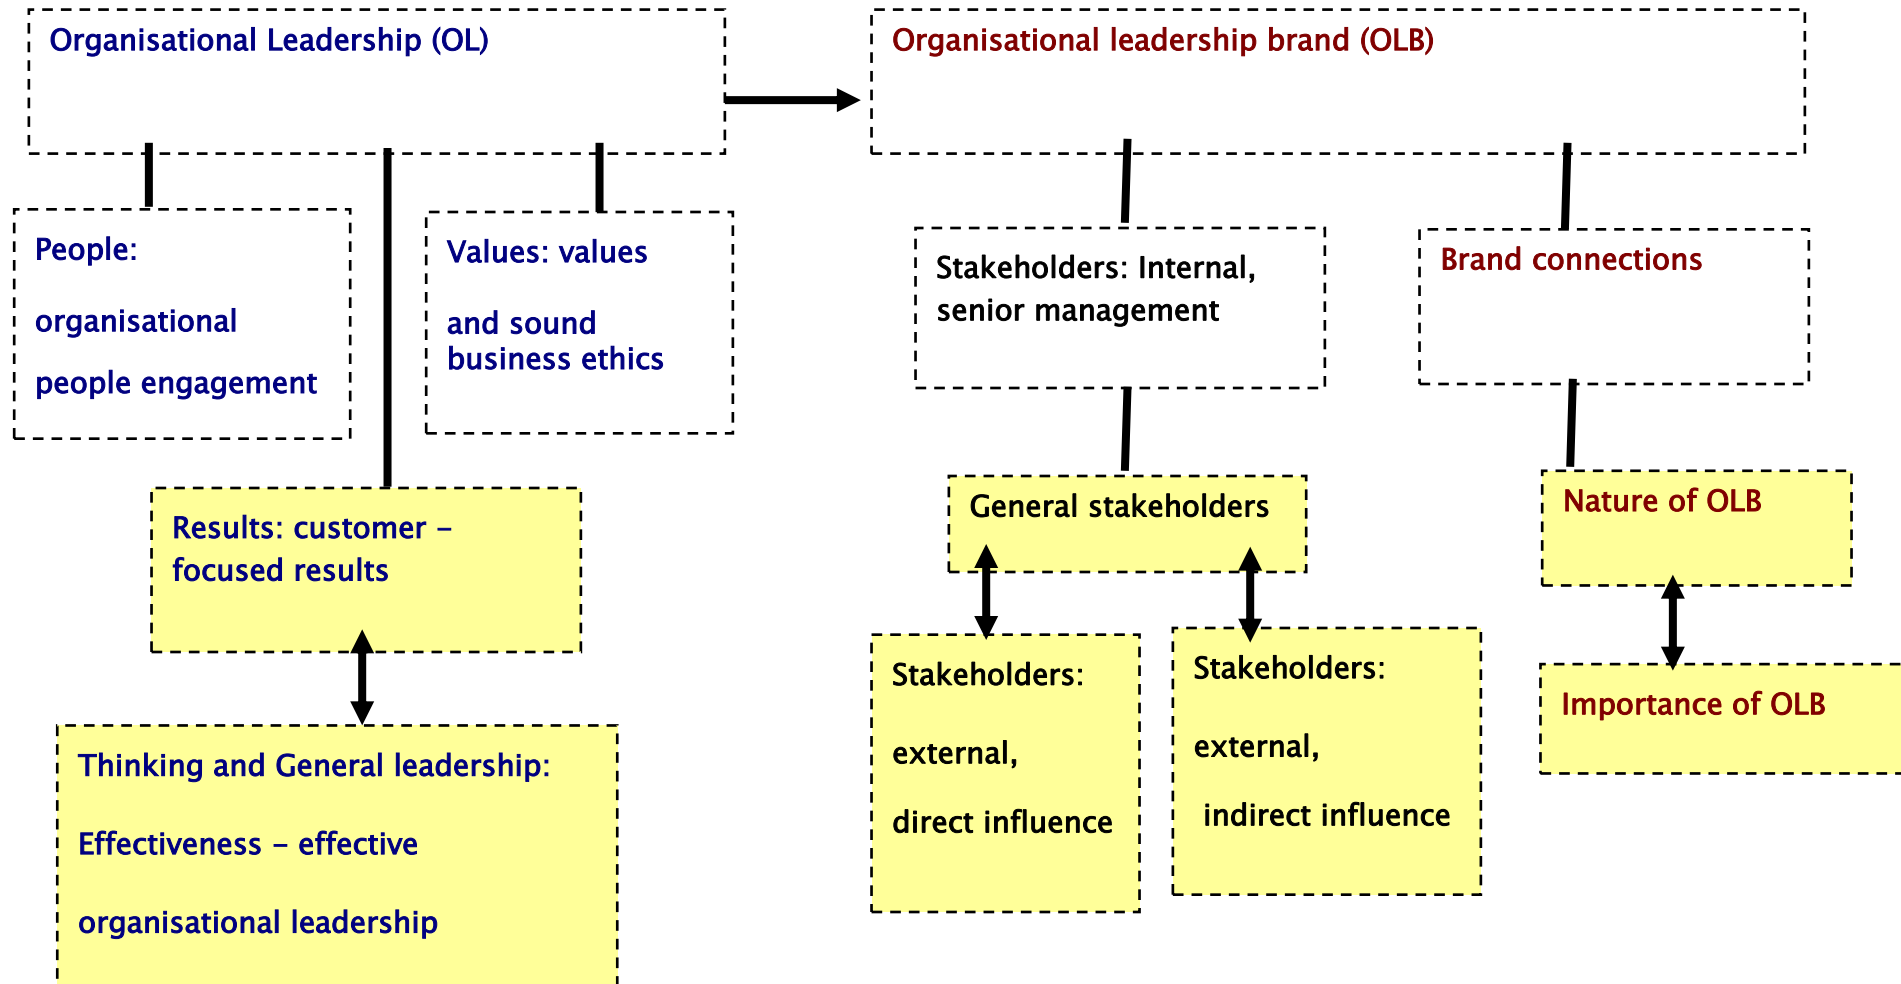 Organisational Leadership (OL)
Organisational leadership brand (OLB)
People:
organisational
people engagement
Values: values
and sound
business ethics
Stakeholders: Internal,
senior management
Brand connections
Results: customer –
focused results
General stakeholders
Nature of OLB
Thinking and General leadership:
Effectiveness – effective
organisational leadership
Stakeholders:
external,
direct influence
Stakeholders:
external,
indirect influence
Importance of OLB